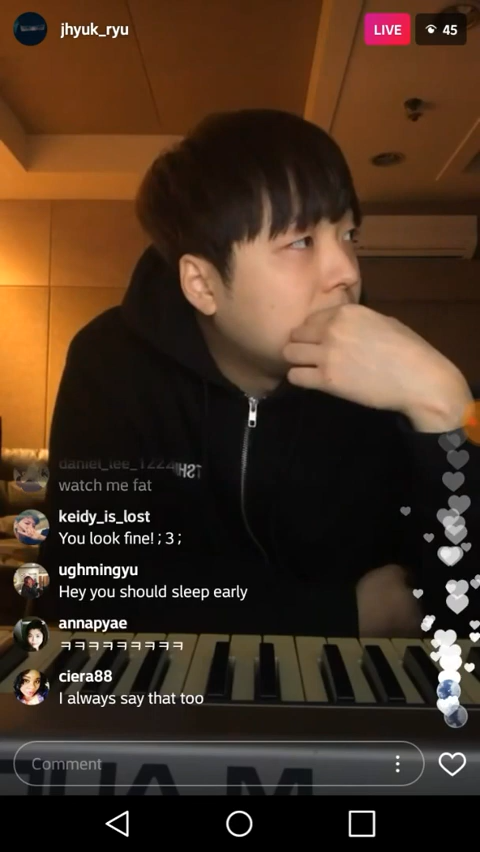 jhyuk_ryu
LIVE
45
daniel_lee_1222
watch me fat
keidy_is_lost
You look fine! ; 3 ;
ughmingyu
Hey you should sleep early
annapyae
ㅋㅋㅋㅋㅋㅋㅋㅋㅋ
ciera88
I always say that too
Comment